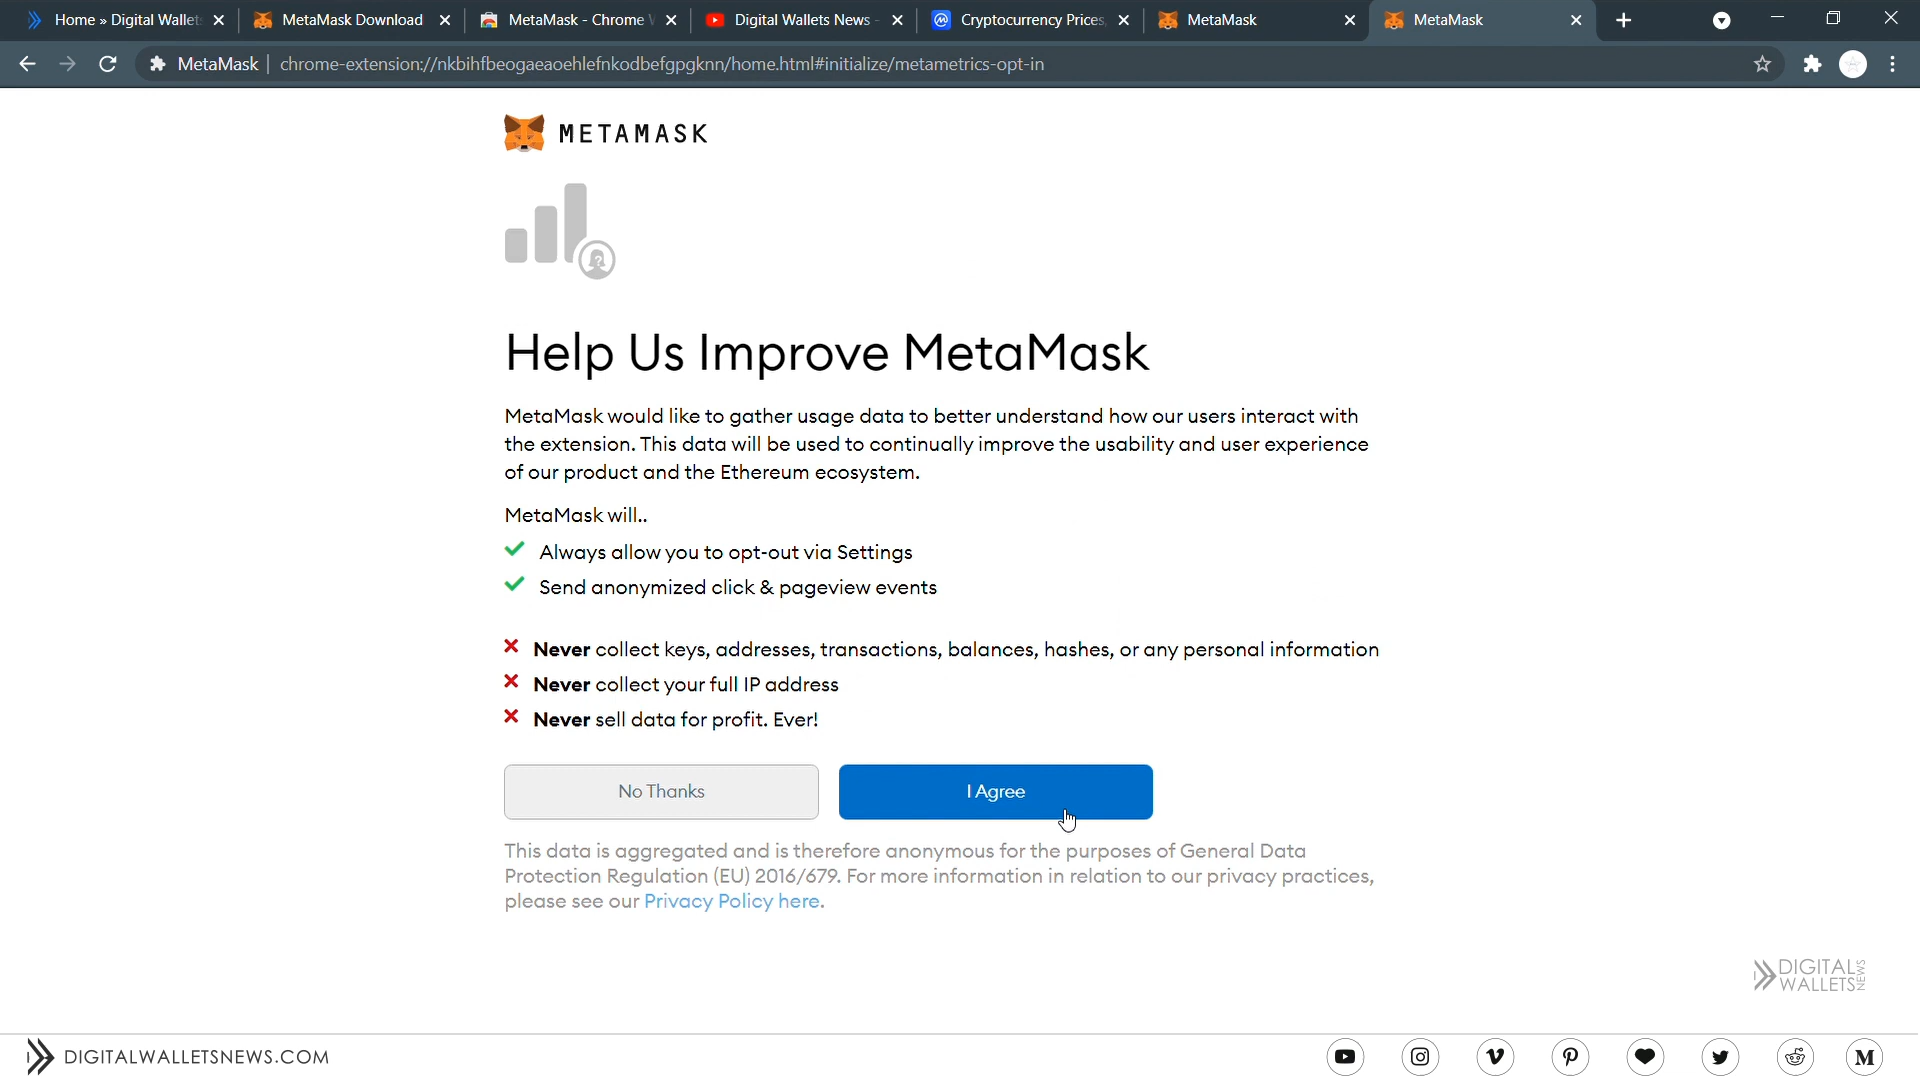 Home » Digital Wallet
MetaMask Download
MetaMask - Chrome
Digital Wallets News -
Cryptocurrency Prices,
MetaMask
MetaMask
MetaMask
chrome-extension://nkbihfbeogaeaoehlefnkodbefgpgknn/home.html#initialize/metametrics-opt-in
METAMASK
Help Us Improve MetaMask
MetaMask would like to gather usage data to better understand how our users interact with
the extension. This data will be used to continually improve the usability and user experience
of our product and the Ethereum ecosystem.
MetaMask will..
Always allow you to opt-out via Settings
Send anonymized click & pageview events
Never collect keys, addresses, transactions, balances, hashes, or any personal information
Never collect your full IP address
Never sell data for profit. Ever!
No Thanks
I Agree
This data is aggregated and is therefore anonymous for the purposes of General Data
Protection Regulation (EU) 2016/679. For more information in relation to our privacy practices,
please see our Privacy Policy here.
DIGITAL
WALLETS
NEWS
DIGITALWALLETSNEWS.COM